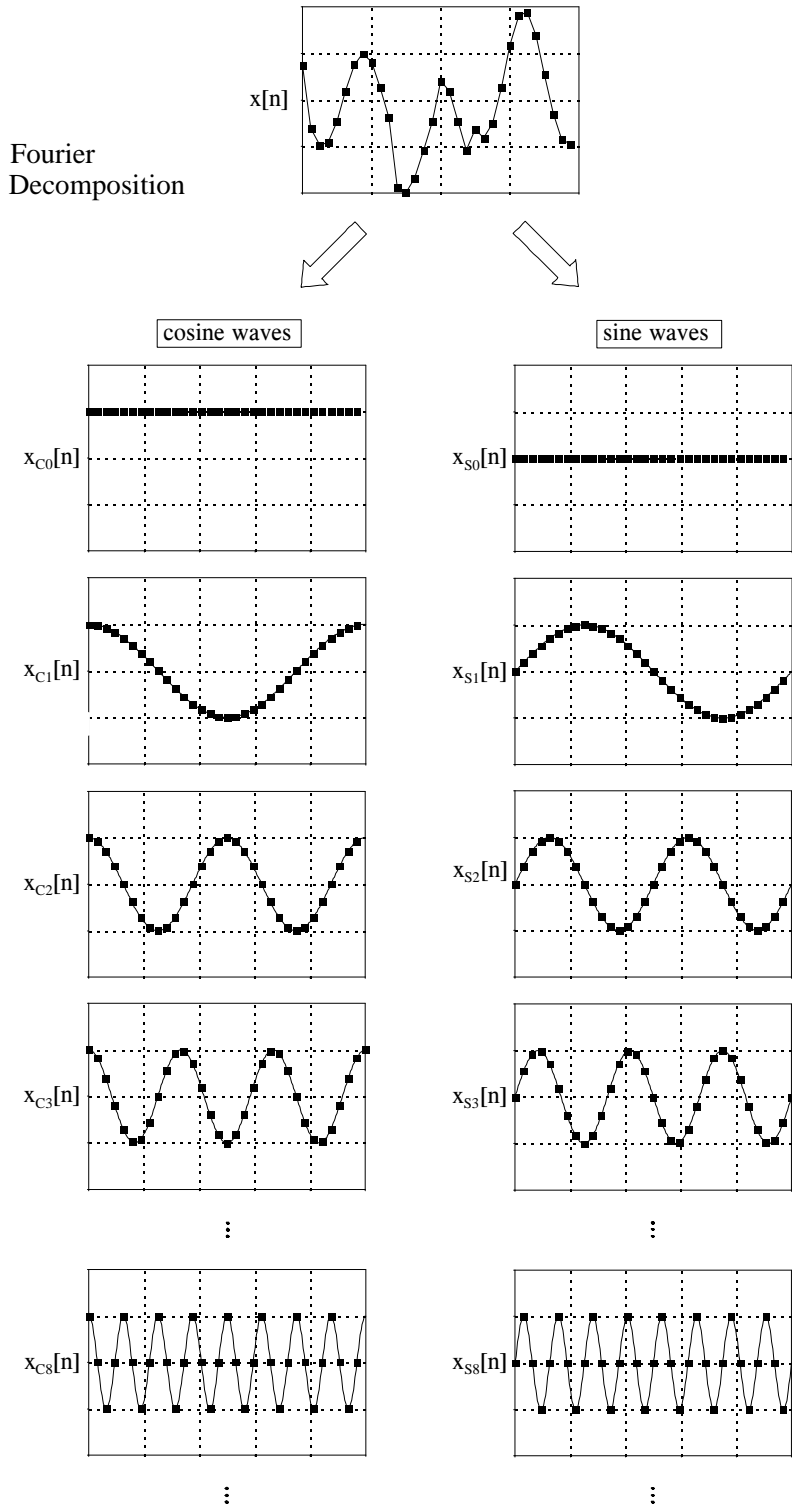 x[n]
Fourier
Decomposition
cosine waves
sine waves
x_C0[n]
x_S0[n]
x_C1[n]
x_S1[n]
x_C2[n]
x_S2[n]
x_C3[n]
x_S3[n]
x_C8[n]
x_S8[n]